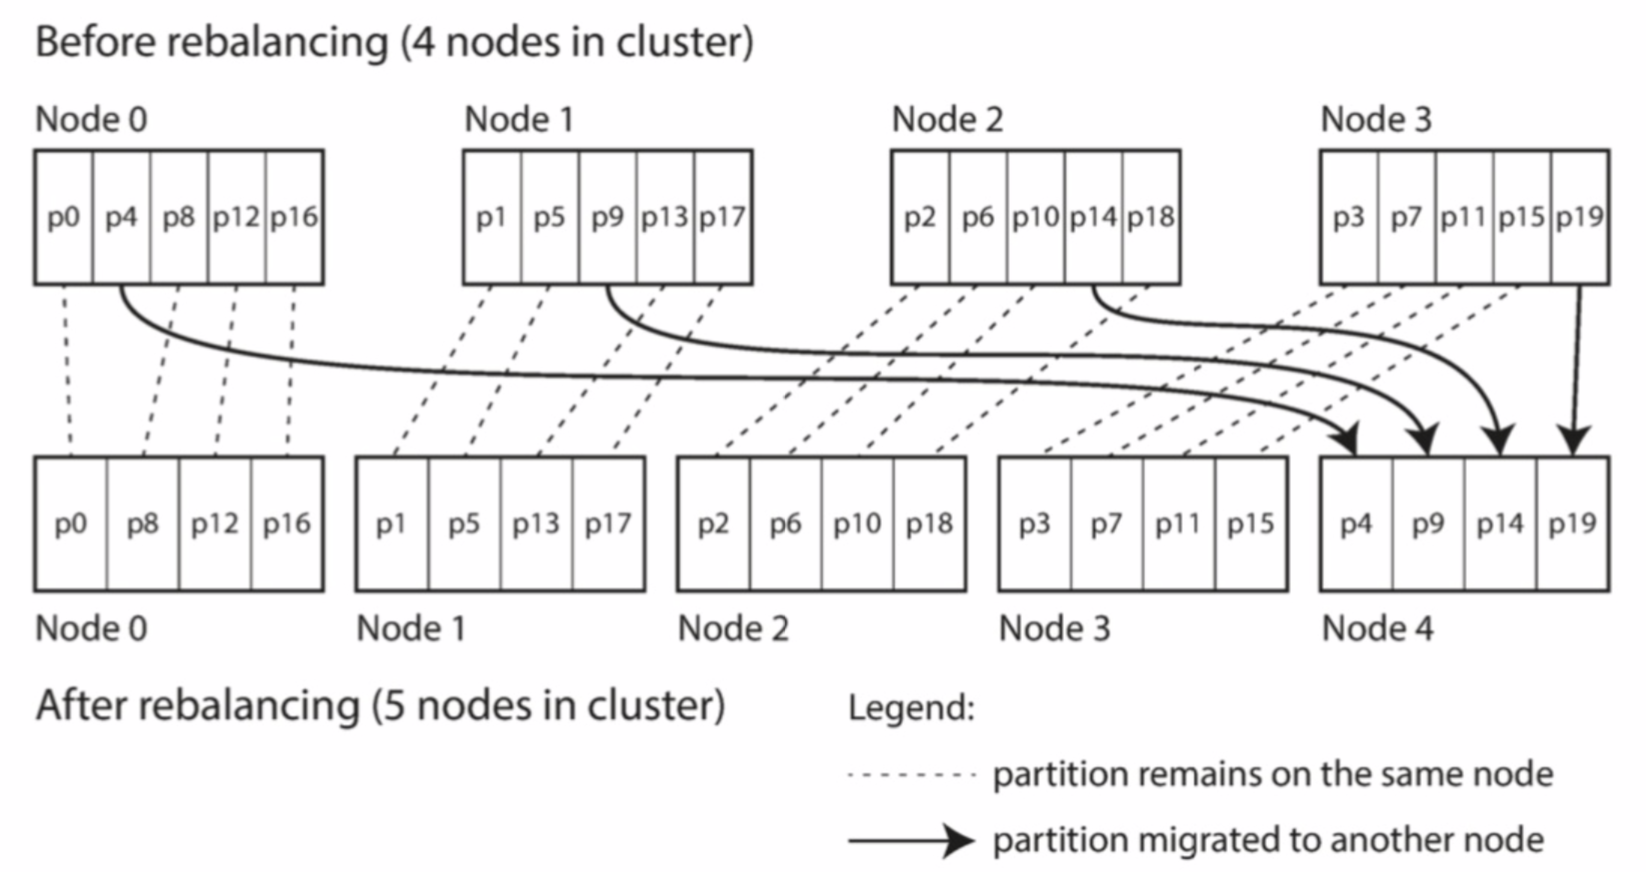 Before rebalancing (4 nodes in cluster)
Node 0 Node 1 Node 2 Node 3
p0 p4 p8 p12 p16 p1 p5 p9 p13 p17 p2 p6 p10 p14 p18 p3 p7 p11 p15 p19
p0 p8 p12 p16 p1 p5 p13 p17 p2 p6 p10 p18 p3 p7 p11 p15 p4 p9 p14 p19
Node 0 Node 1 Node 2 Node 3 Node 4
After rebalancing (5 nodes in cluster)
Legend:
partition remains on the same node
partition migrated to another node